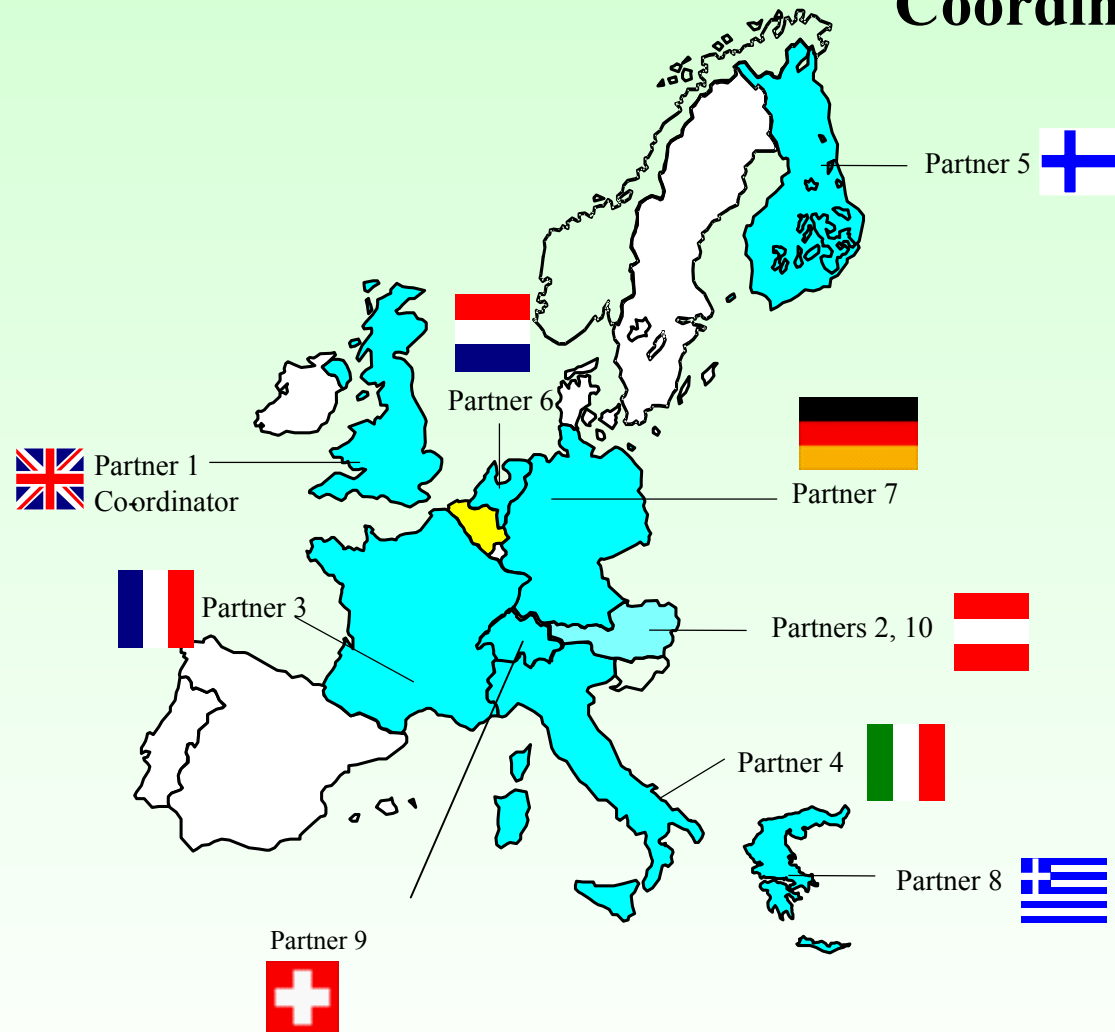 Coordin
Partner 5
Partner 6
Partner 1
Co-ordinator
Partner 7
Partner 3
Partners 2, 10
Partner 4
Partner 8
Partner 9